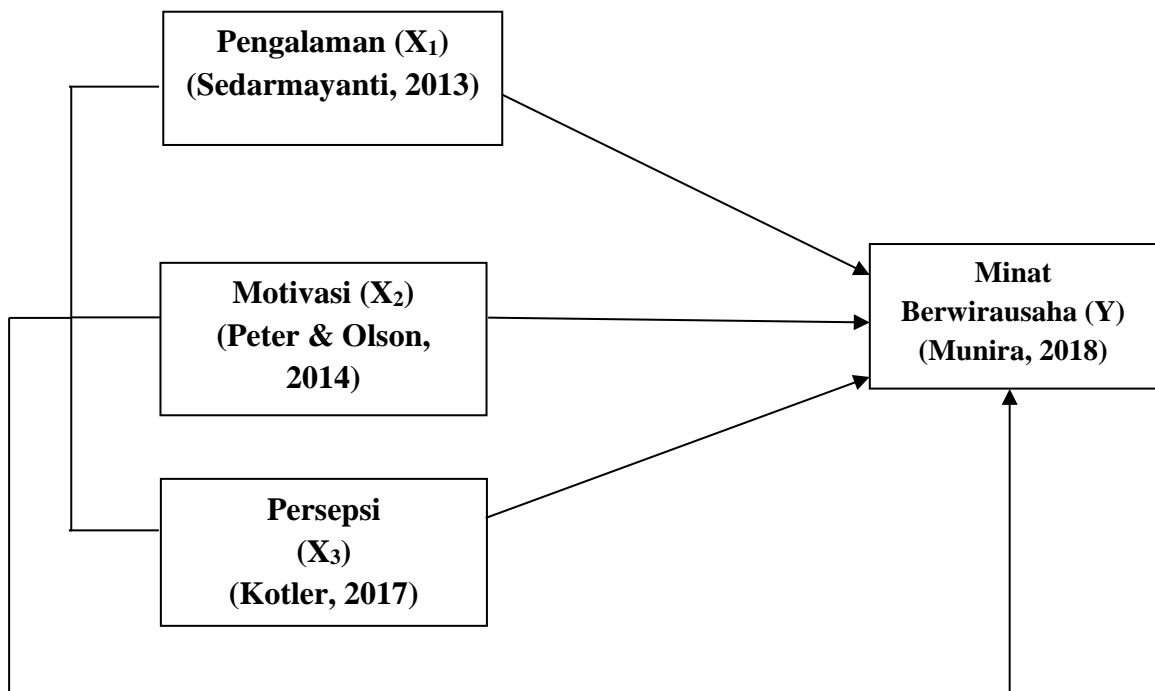 Pengalaman (X₁)
(Sedarmayanti, 2013)
Motivasi (X₂)
(Peter & Olson,
2014)
Persepsi
(X₃)
(Kotler, 2017)
Minat
Berwirausaha (Y)
(Munira, 2018)